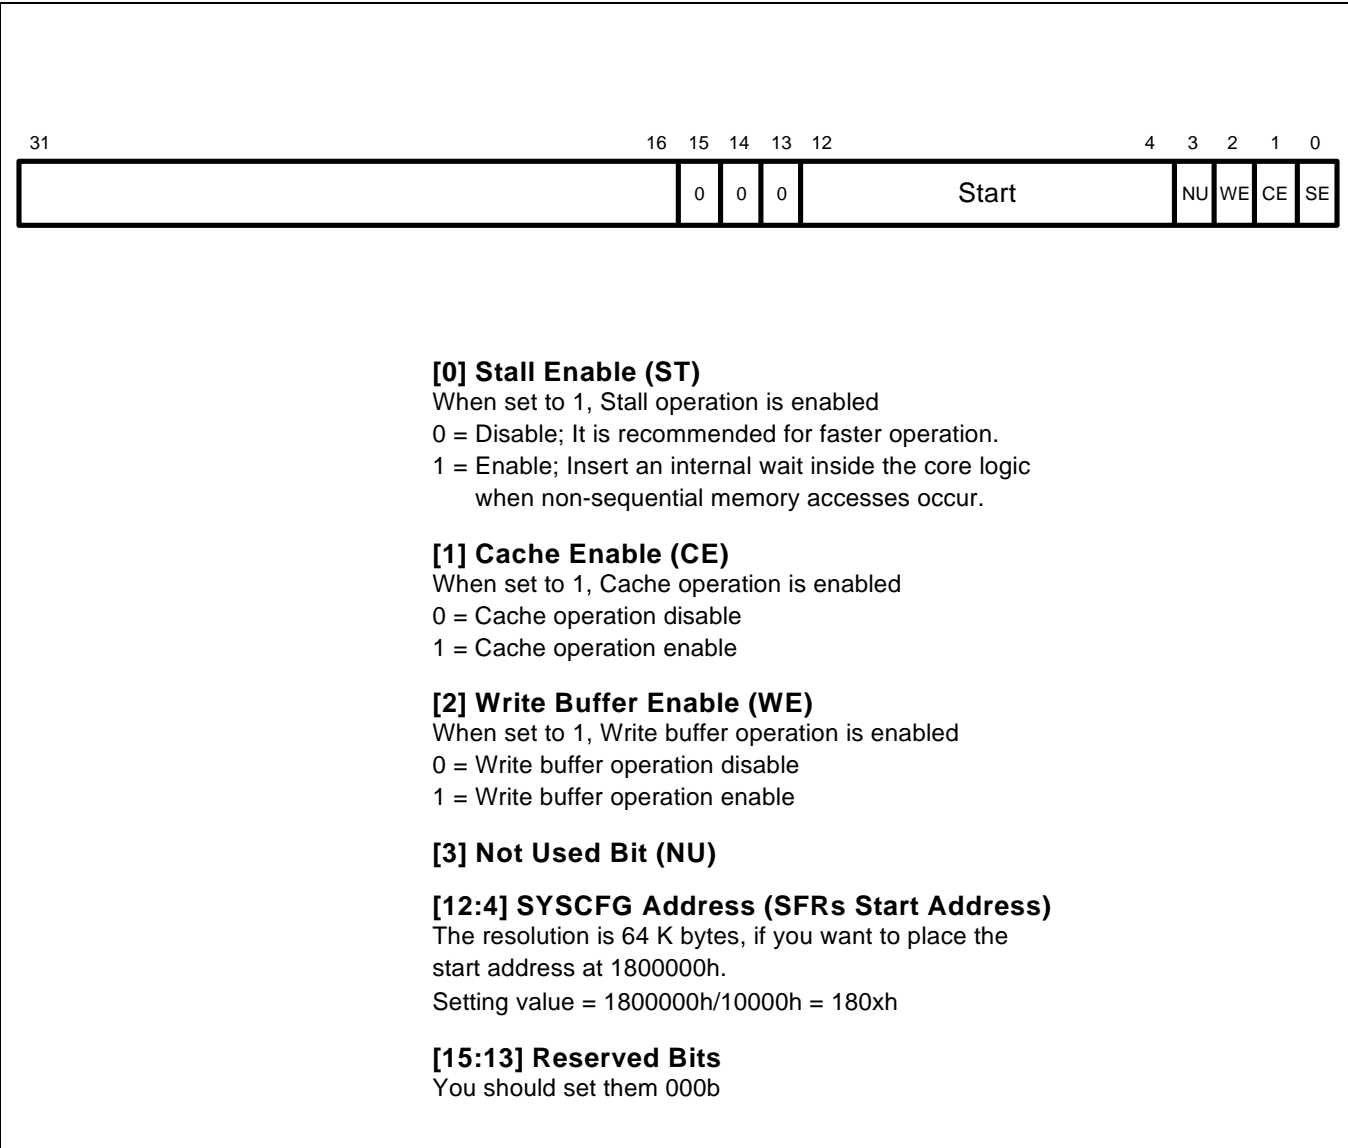 31 16 15 14 13 12 4 3 2 1 0
0 0 0 Start NU WE CE SE
[0] Stall Enable (ST)
When set to 1, Stall operation is enabled
0 = Disable; It is recommended for faster operation.
1 = Enable; Insert an internal wait inside the core logic
when non-sequential memory accesses occur.
[1] Cache Enable (CE)
When set to 1, Cache operation is enabled
0 = Cache operation disable
1 = Cache operation enable
[2] Write Buffer Enable (WE)
When set to 1, Write buffer operation is enabled
0 = Write buffer operation disable
1 = Write buffer operation enable
[3] Not Used Bit (NU)
[12:4] SYSCFG Address (SFRs Start Address)
The resolution is 64 K bytes, if you want to place the
start address at 1800000h.
Setting value = 1800000h/10000h = 180xh
[15:13] Reserved Bits
You should set them 000b